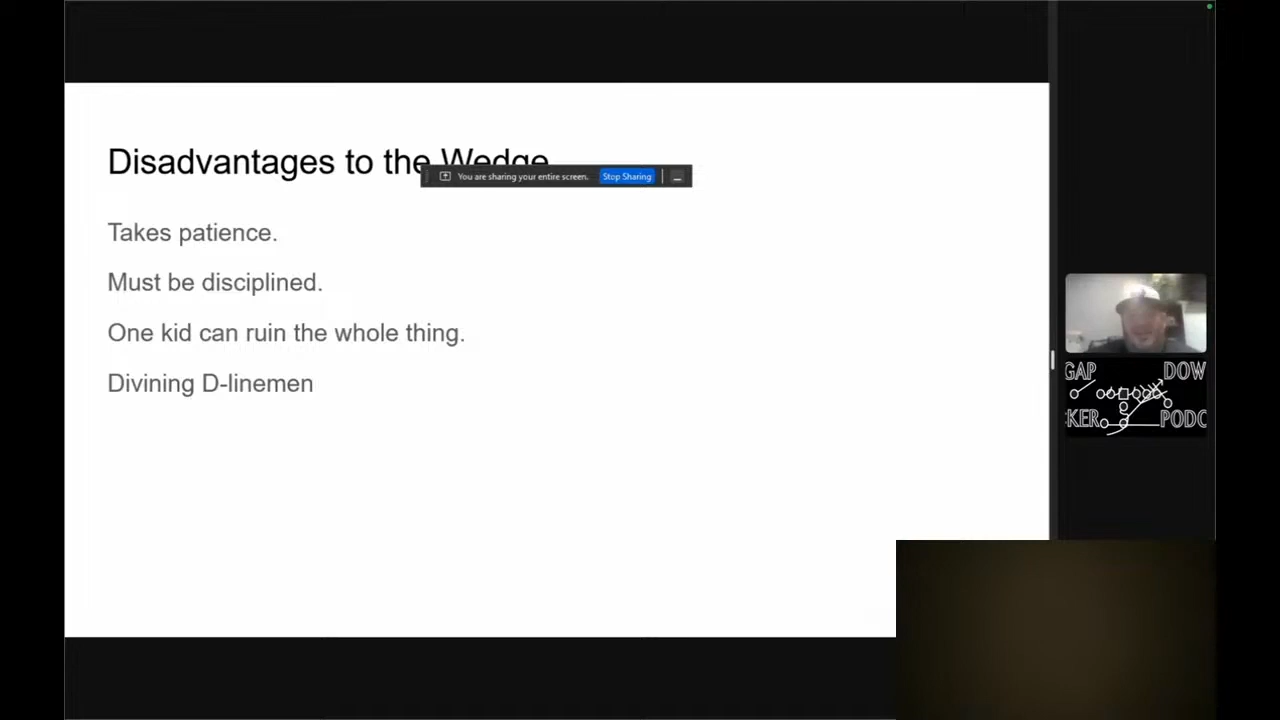 Disadvantages to the Wedge
You are sharing your entire screen.
Stop Sharing
Takes patience.
Must be disciplined.
One kid can ruin the whole thing.
Divining D-linemen
GAP DOW
KER PODC